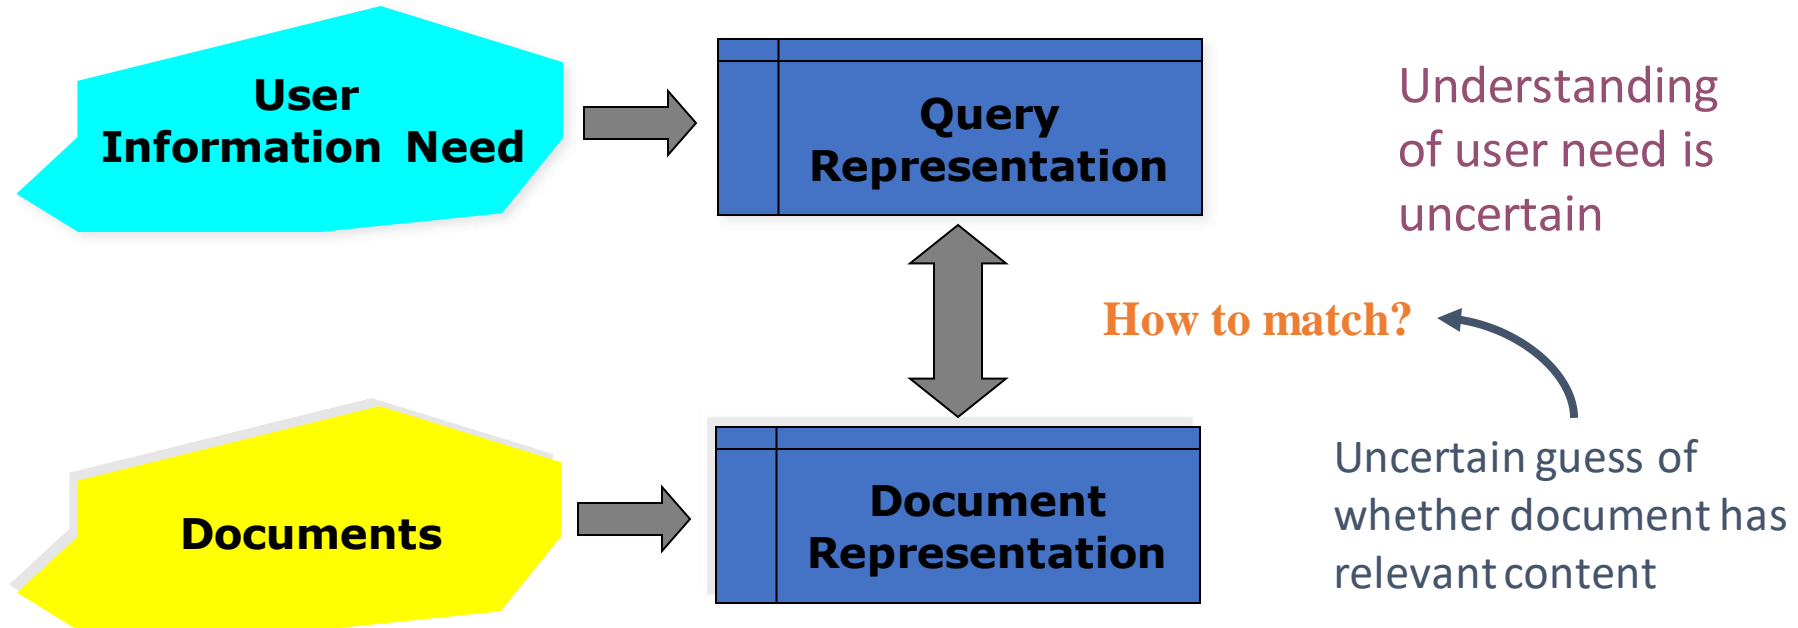 User
Information Need
Query
Representation
Understanding
of user need is
uncertain
How to match?
Documents
Document
Representation
Uncertain guess of
whether document has
relevant content